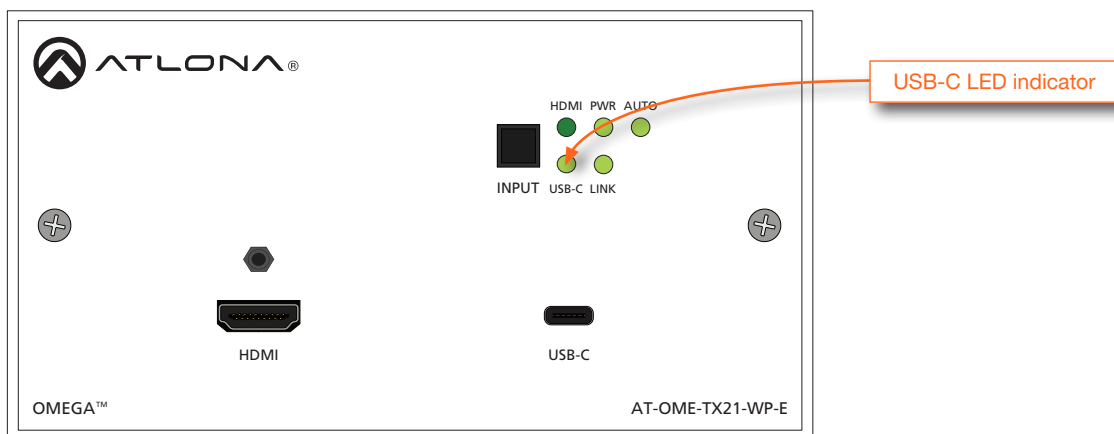 ATLONA®
USB-C LED indicator
HDMI PWR AUTO
INPUT USB-C LINK
HDMI USB-C
OMEGA™ AT-OME-TX21-WP-E